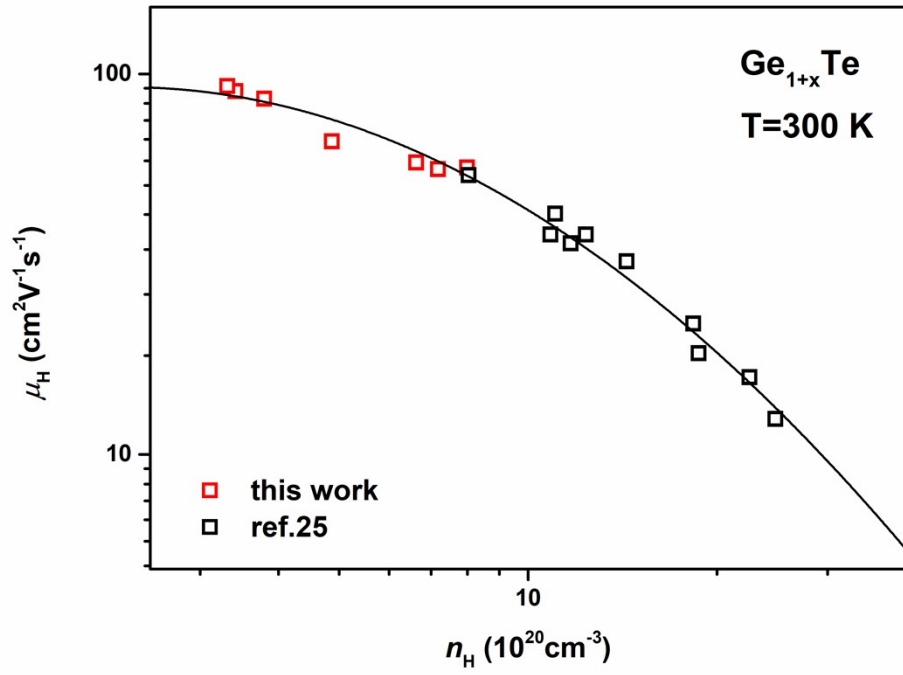 100
10
μH (cm2V-1s-1)
Ge1+xTe
T=300 K
this work
ref.25
10
nH (1020cm-3)